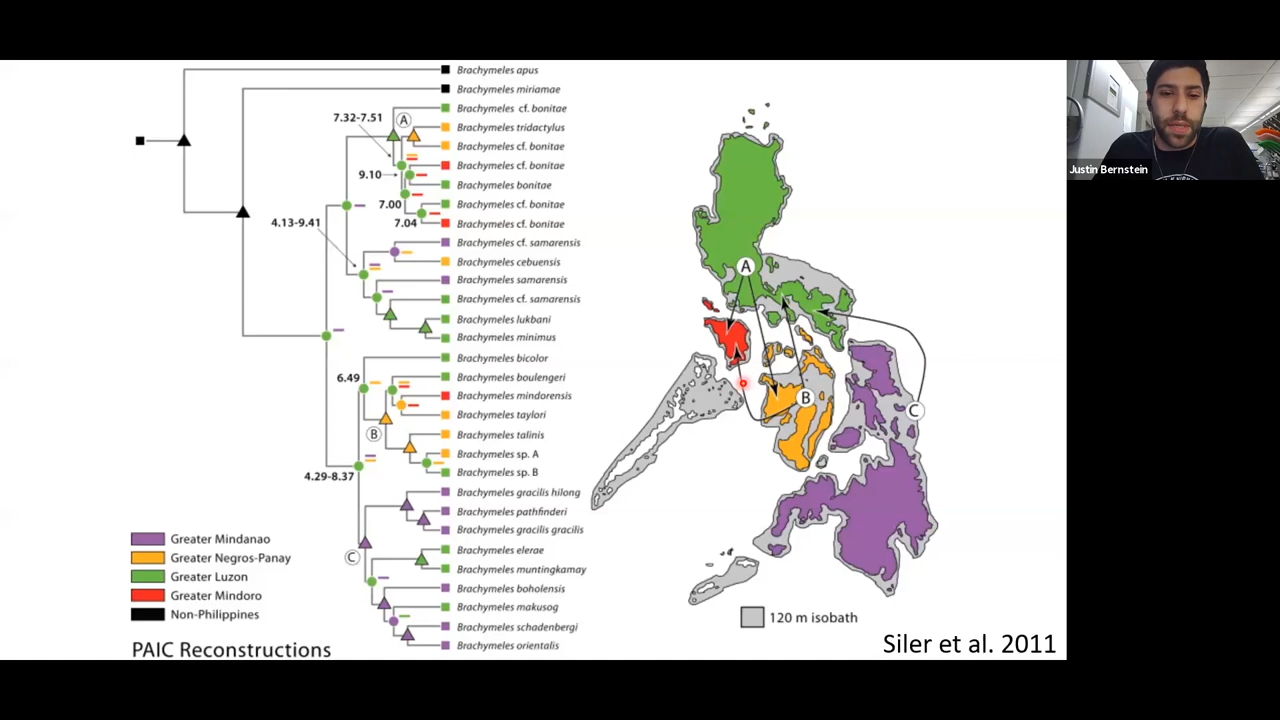 Brachymeles apus
Brachymeles miriamae
Brachymeles cf. bonitae
7.32-7.51
A
Brachymeles tridactylus
Brachymeles cf. bonitae
Brachymeles cf. bonitae
9.10
Brachymeles bonitae
7.00
Brachymeles cf. bonitae
7.04
Brachymeles cf. bonitae
4.13-9.41
Brachymeles cf. samarensis
Brachymeles cebuensis
Brachymeles samarensis
Brachymeles cf. samarensis
Brachymeles lukbani
Brachymeles minimus
Brachymeles bicolor
6.49
Brachymeles boulengeri
Brachymeles mindorensis
Brachymeles taylori
B
Brachymeles talinis
Brachymeles sp. A
Brachymeles sp. B
4.29-8.37
Brachymeles gracilis hilong
Brachymeles pathfinderi
Brachymeles gracilis gracilis
C
Brachymeles elerae
Brachymeles muntingkamay
Brachymeles boholensis
Brachymeles makusog
Brachymeles schadenbergi
Brachymeles orientalis
Greater Mindanao
Greater Negros-Panay
Greater Luzon
Greater Mindoro
Non-Philippines
PAIC Reconstructions
A
B
C
120 m isobath
Siler et al. 2011
Justin Bernstein